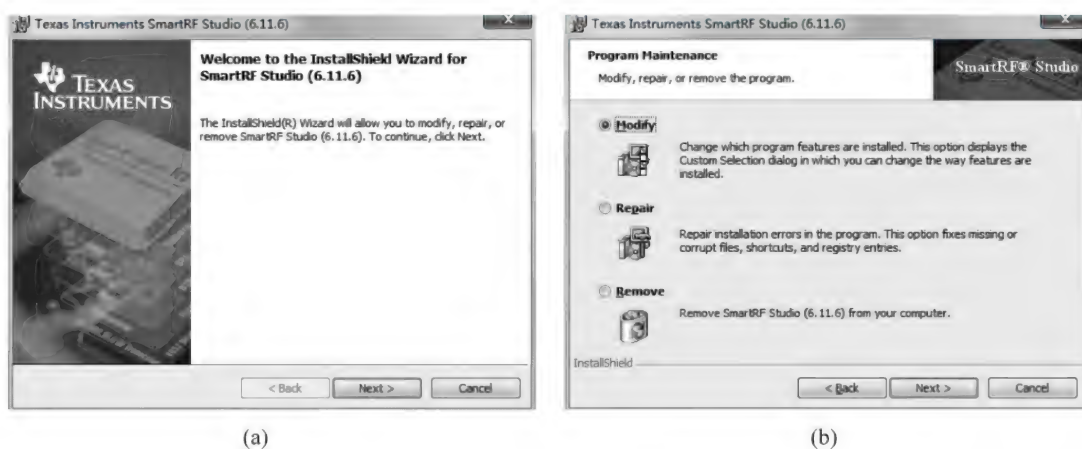 Texas Instruments SmartRF Studio (6.11.6)
TEXAS
INSTRUMENTS
Welcome to the InstallShield Wizard for
SmartRF Studio (6.11.6)
The InstallShield(R) Wizard will allow you to modify, repair, or
remove SmartRF Studio (6.11.6). To continue, click Next.
< Back Next > Cancel
(a)
Texas Instruments SmartRF Studio (6.11.6)
Program Maintenance
Modify, repair, or remove the program.
SmartRF® Studio
Modify
Change which program features are installed. This option displays the
Custom Selection dialog in which you can change the way features are
installed.
Repair
Repair installation errors in the program. This option fixes missing or
corrupt files, shortcuts, and registry entries.
Remove
Remove SmartRF Studio (6.11.6) from your computer.
InstallShield
< Back Next > Cancel
(b)